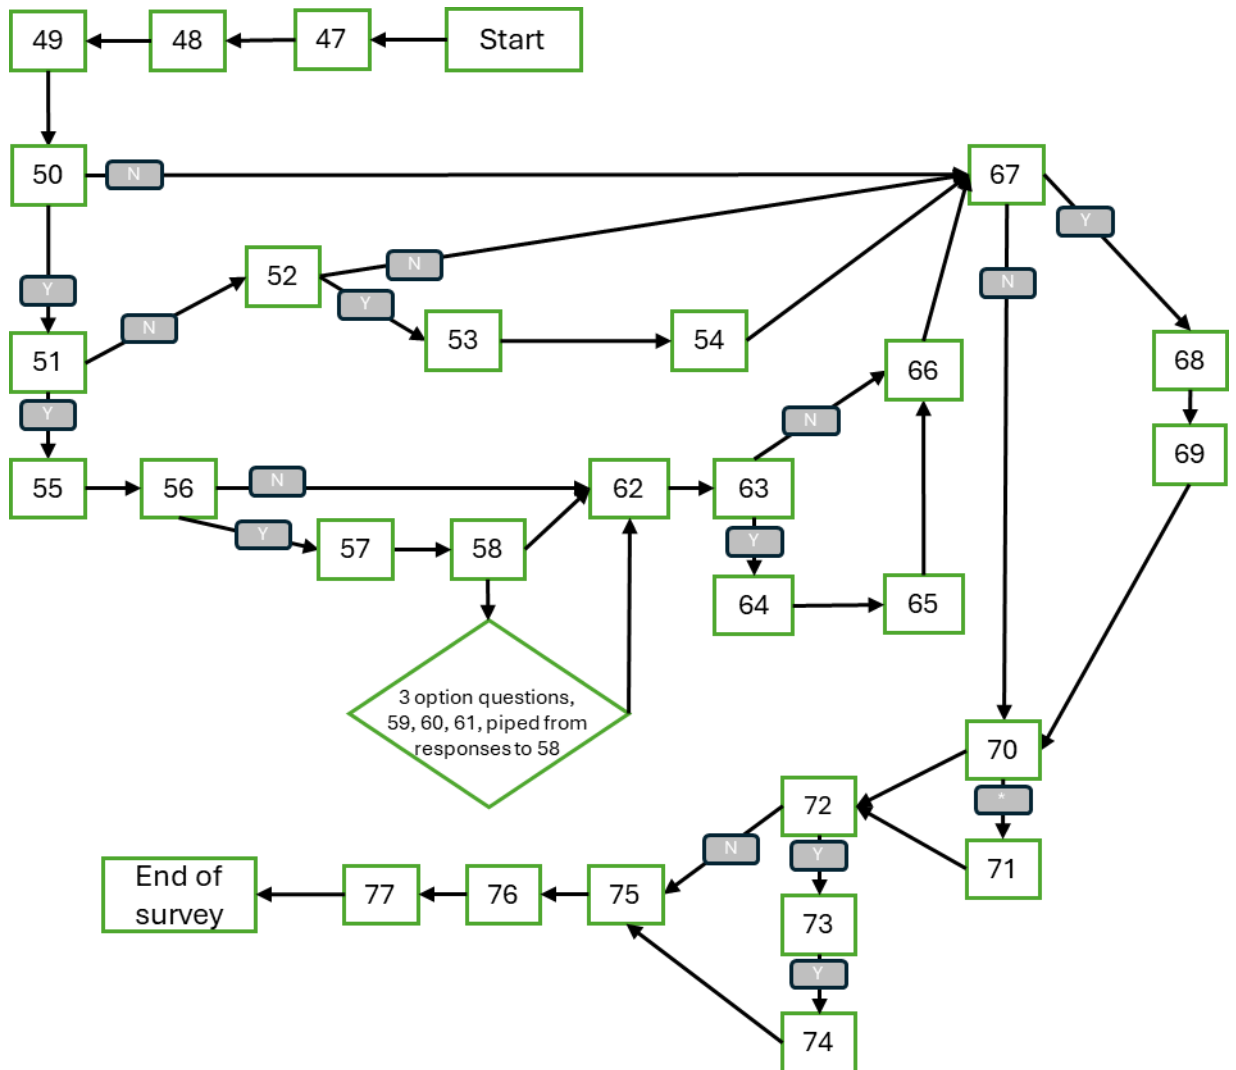 49
48
47
Start
50
N
67
Y
52
N
Y
Y
N
N
53
54
51
66
68
Y
N
69
55
56
N
62
63
Y
57
58
Y
64
65
3 option questions,
59, 60, 61, piped from
responses to 58
70
*
72
N
Y
71
End of
survey
77
76
75
73
Y
74